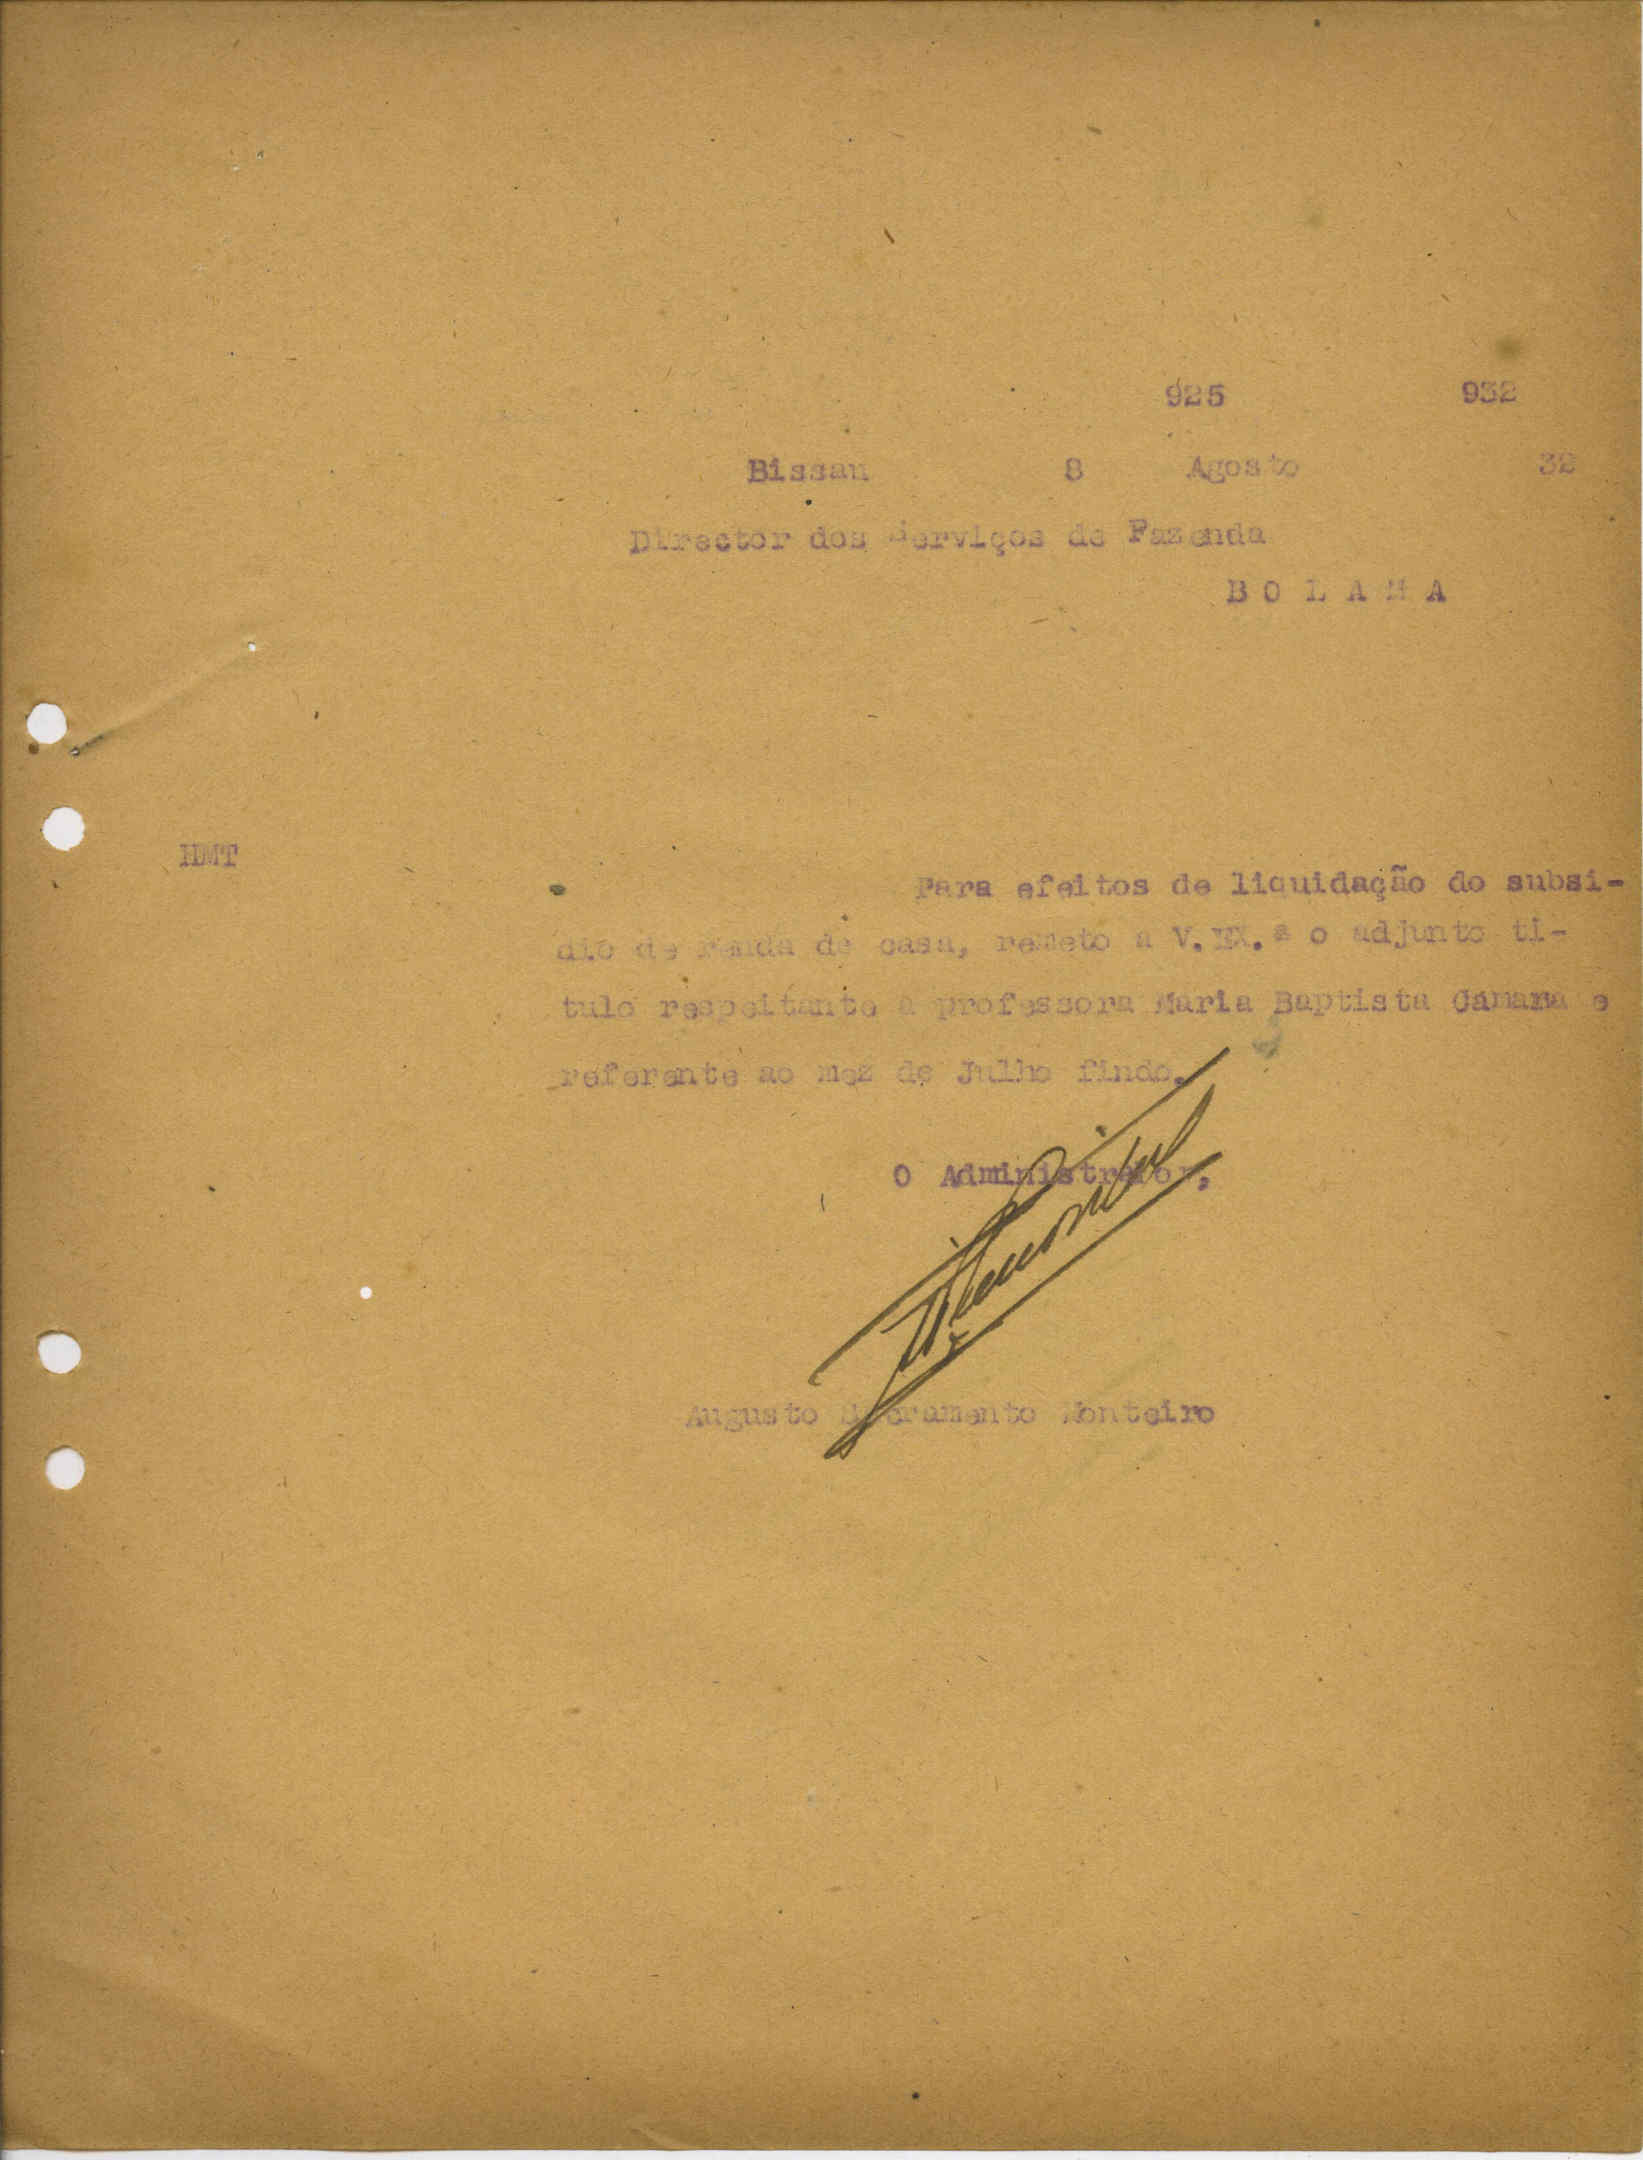 925 932
Bissau 8 Agosto 32
Director dos Serviços de Fazenda
B O L A M A
HMT
Para efeitos de liquidação do subsi-
dio de renda de casa, remeto a V. EX.ª o adjunto ti-
tulo respeitante à professora Maria Baptista Câmara e
referente ao mez de Julho findo.
O Administrador,
Augusto Sacramento Monteiro